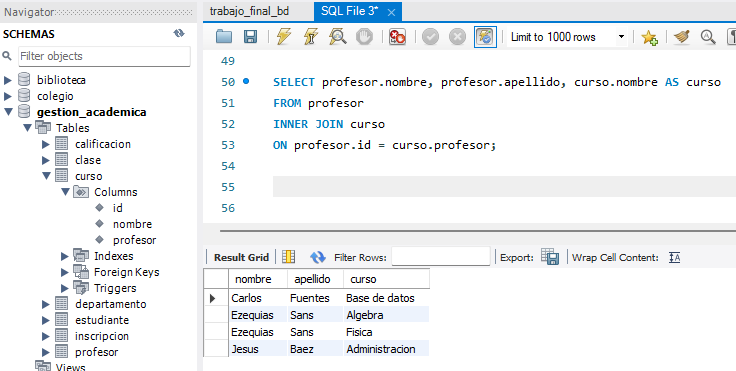 Navigator
SCHEMAS
Filter objects
biblioteca
colegio
gestion_academica
Tables
calificacion
clase
curso
Columns
id
nombre
profesor
Indexes
Foreign Keys
Triggers
departamento
estudiante
inscripcion
profesor
Views
trabajo_final_bd SQL File 3*
Limit to 1000 rows
49
50 SELECT profesor.nombre, profesor.apellido, curso.nombre AS curso
51 FROM profesor
52 INNER JOIN curso
53 ON profesor.id = curso.profesor;
54
55
56
Result Grid Filter Rows: Export: Wrap Cell Content:
nombre apellido curso
Carlos Fuentes Base de datos
Ezequias Sans Algebra
Ezequias Sans Fisica
Jesus Baez Administracion